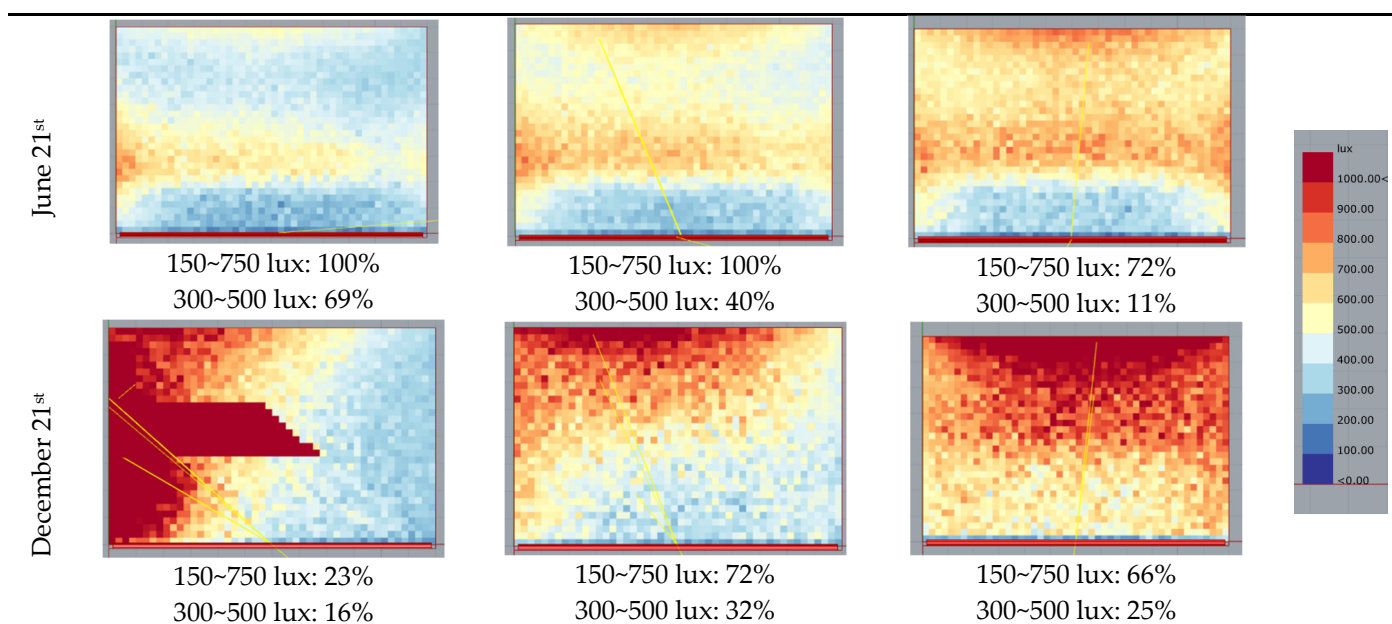 June 21st
150~750 lux: 100%
300~500 lux: 69%
150~750 lux: 100%
300~500 lux: 40%
150~750 lux: 72%
300~500 lux: 11%
December 21st
150~750 lux: 23%
300~500 lux: 16%
150~750 lux: 72%
300~500 lux: 32%
150~750 lux: 66%
300~500 lux: 25%
lux
1000.00<
900.00
800.00
700.00
600.00
500.00
400.00
300.00
200.00
100.00
<0.00